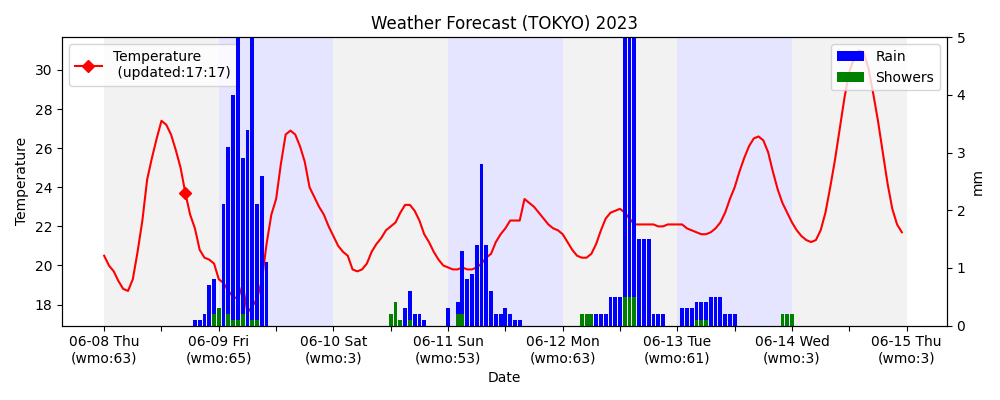 Weather Forecast (TOKYO) 2023
Temperature
(updated:17:17)
Rain
Showers
30
28
26
24
22
20
18
Temperature
5
4
3
2
1
0
mm
06-08 Thu
(wmo:63)
06-09 Fri
(wmo:65)
06-10 Sat
(wmo:3)
06-11 Sun
(wmo:53)
06-12 Mon
(wmo:63)
06-13 Tue
(wmo:61)
06-14 Wed
(wmo:3)
06-15 Thu
(wmo:3)
Date